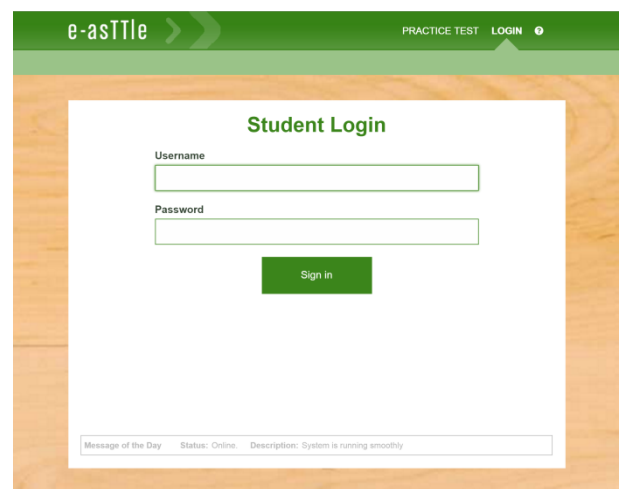 e-asTTle
PRACTICE TEST LOGIN ?
Student Login
Username
Password
Sign in
Message of the Day Status: Online. Description: System is running smoothly